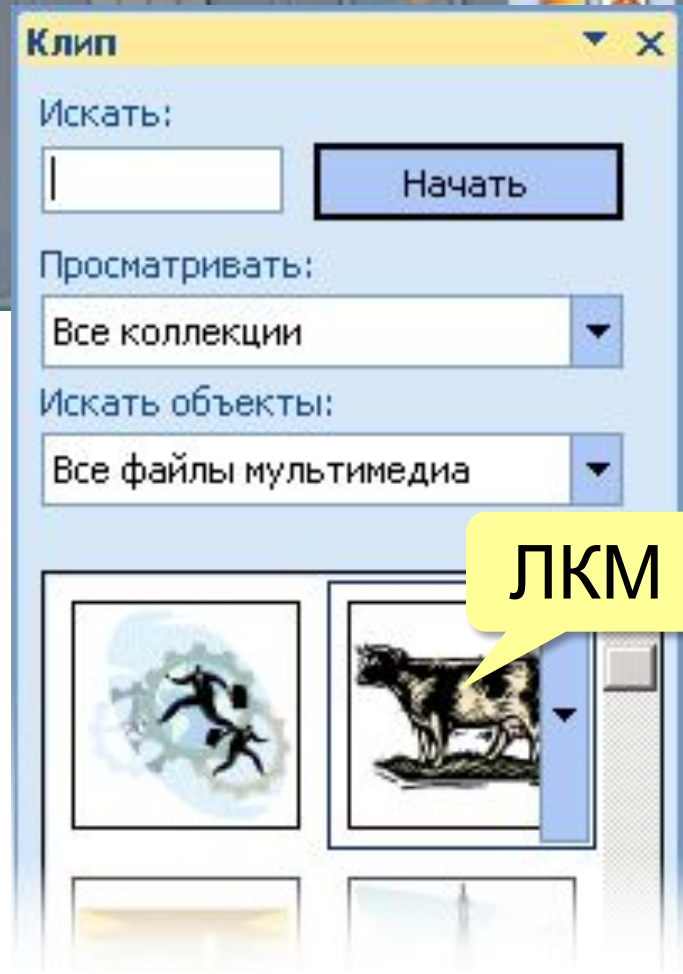 Клип
Искать:
Начать
Просматривать:
Все коллекции
Искать объекты:
Все файлы мультимедиа
ЛКМ